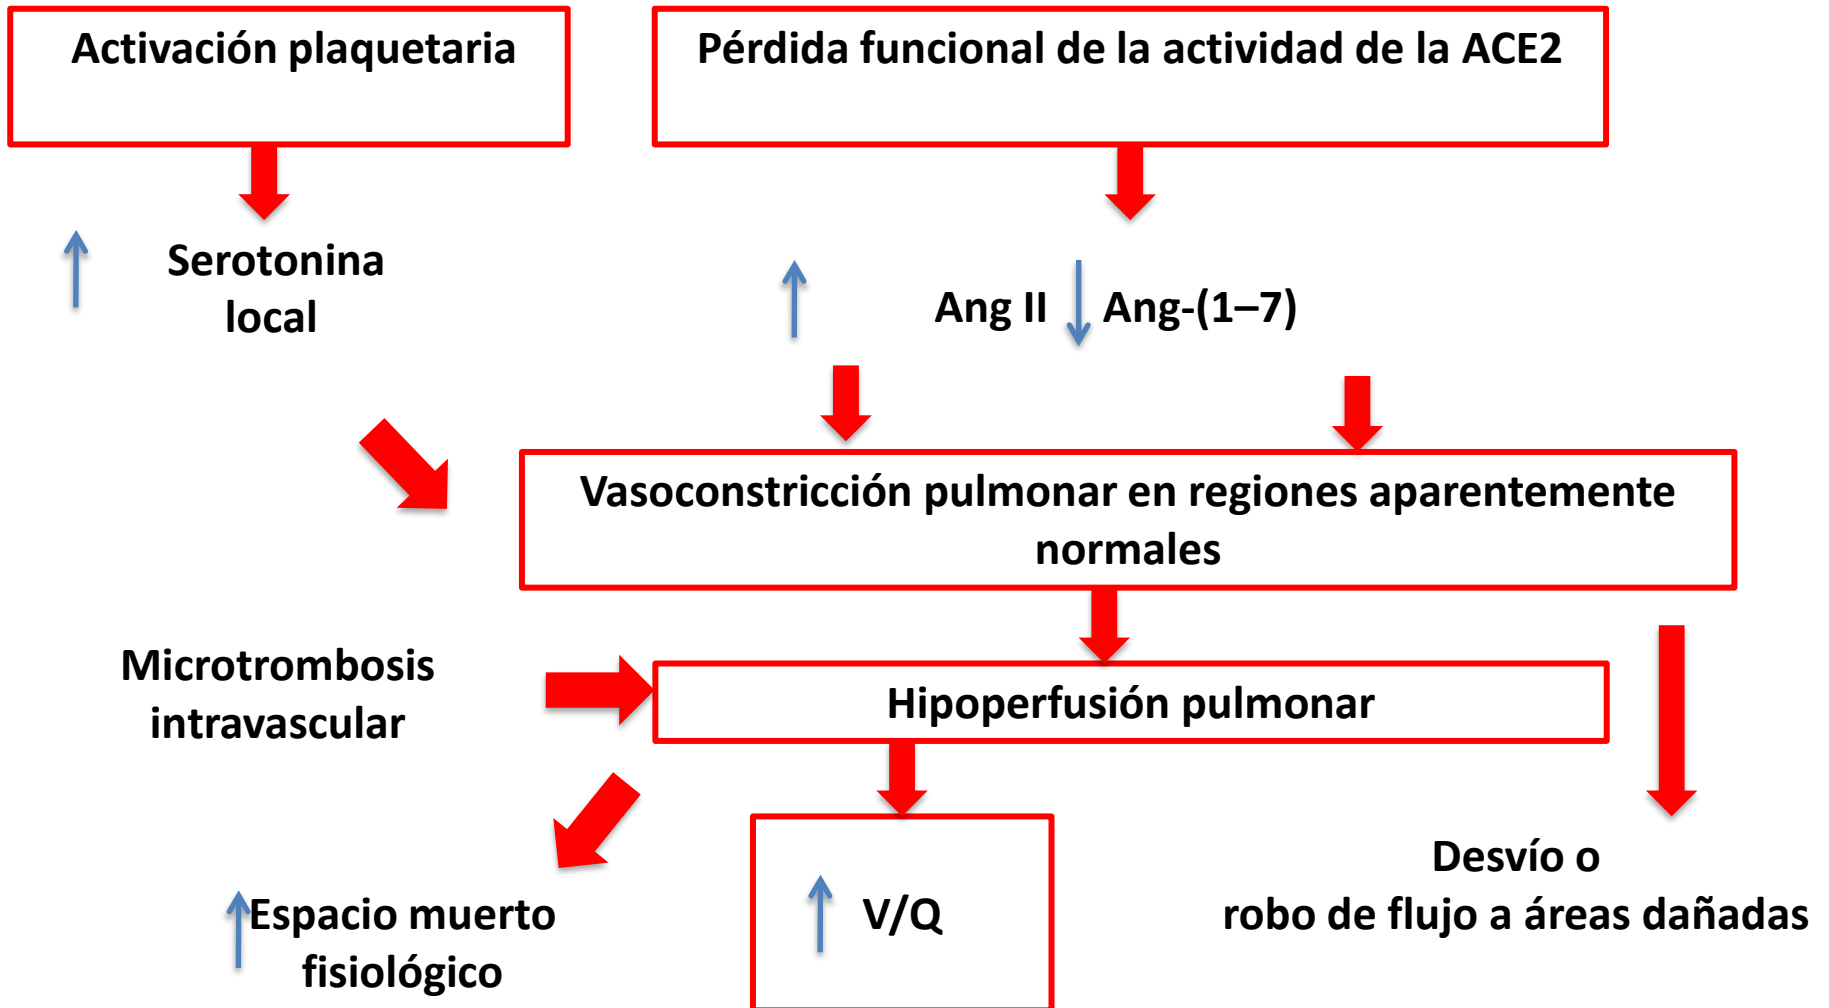 Activación plaquetaria
Pérdida funcional de la actividad de la ACE2
Serotonina
local
Ang II
Ang-(1–7)
Vasoconstricción pulmonar en regiones aparentemente
normales
Microtrombosis
intravascular
Hipoperfusión pulmonar
Espacio muerto
fisiológico
V/Q
Desvío o
robo de flujo a áreas dañadas